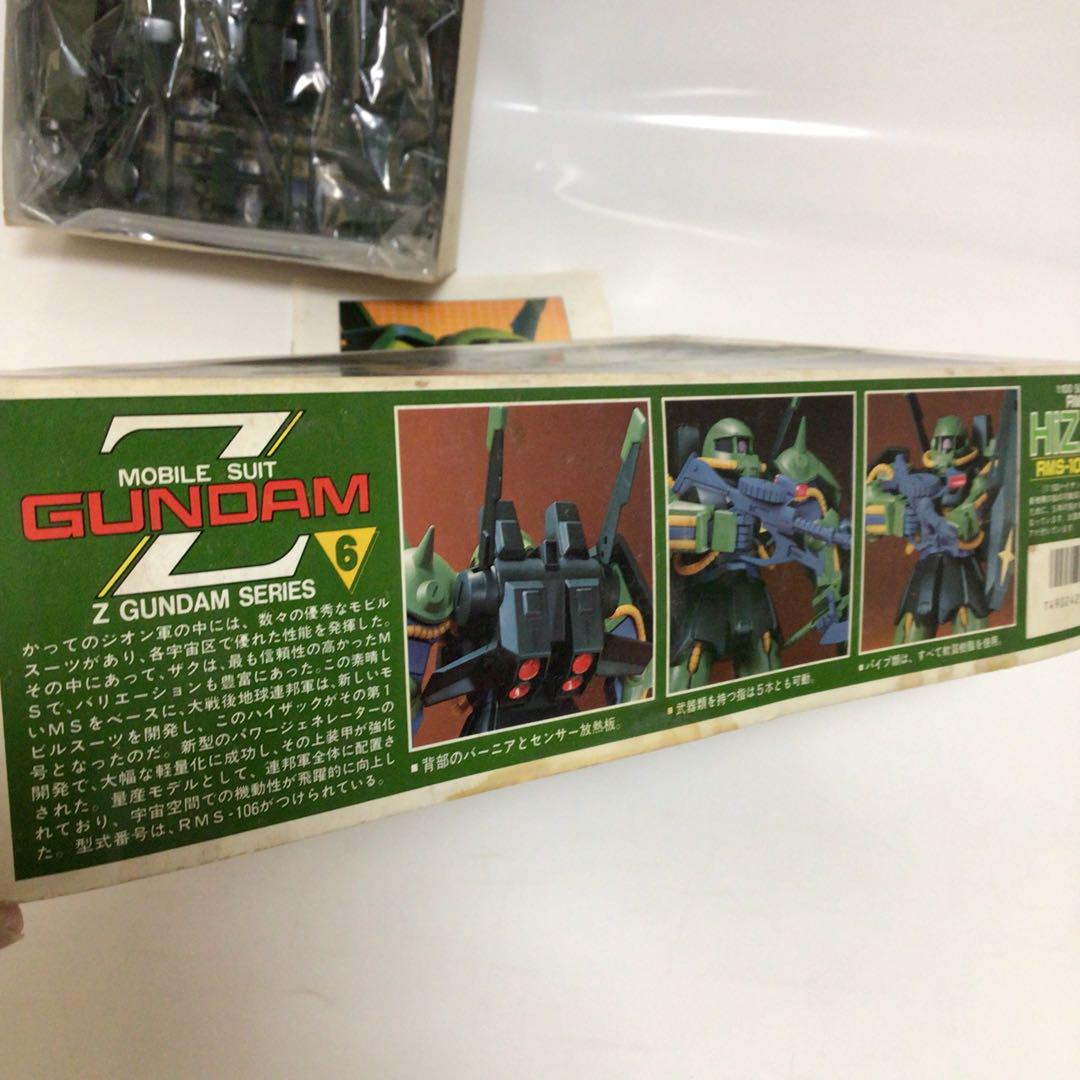 MOBILE SUIT
Z
GUNDAM
6
Z GUNDAM SERIES
かってのジオン軍の中には、数々の優秀なモビル
スーツがあり、各宇宙区で優れた性能を発揮した。
その中にあって、ザクは、最も信頼性の高かったM
Sで、バリエーションも豊富にあった。この素晴し
いMSをベースに、大戦後地球連邦軍は、新しいモ
ビルスーツを開発し、このハイザックがその第1
号となったのだ。新型のパワージェネレーターの
開発で、大幅な軽量化に成功し、その上装甲が強化
された。量産モデルとして、連邦軍全体に配置さ
れており、宇宙空間での機動性が飛躍的に向上し
た。型式番号は、RMS-106がつけられている。
■背部のバーニアとセンサー放熱板。
■武器類を持つ指は5本とも可動。
■パイプ類は、すべて軟質樹脂を使用。
1:100
HIZ
RMS-10